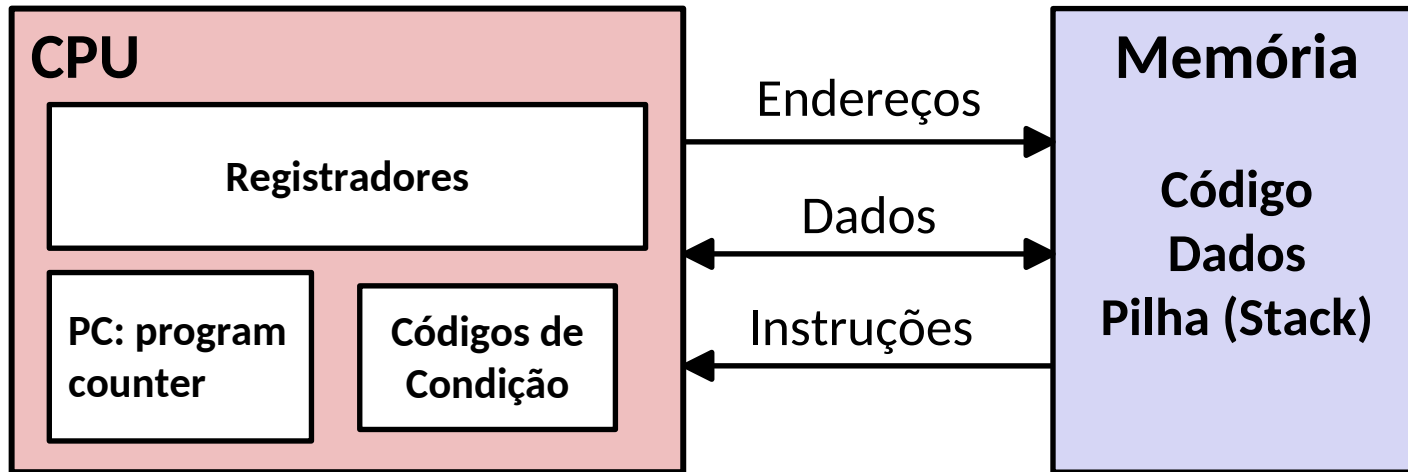 CPU
Registradores
PC: program
counter
Códigos de
Condição
Endereços
Dados
Instruções
Memória
Código
Dados
Pilha (Stack)